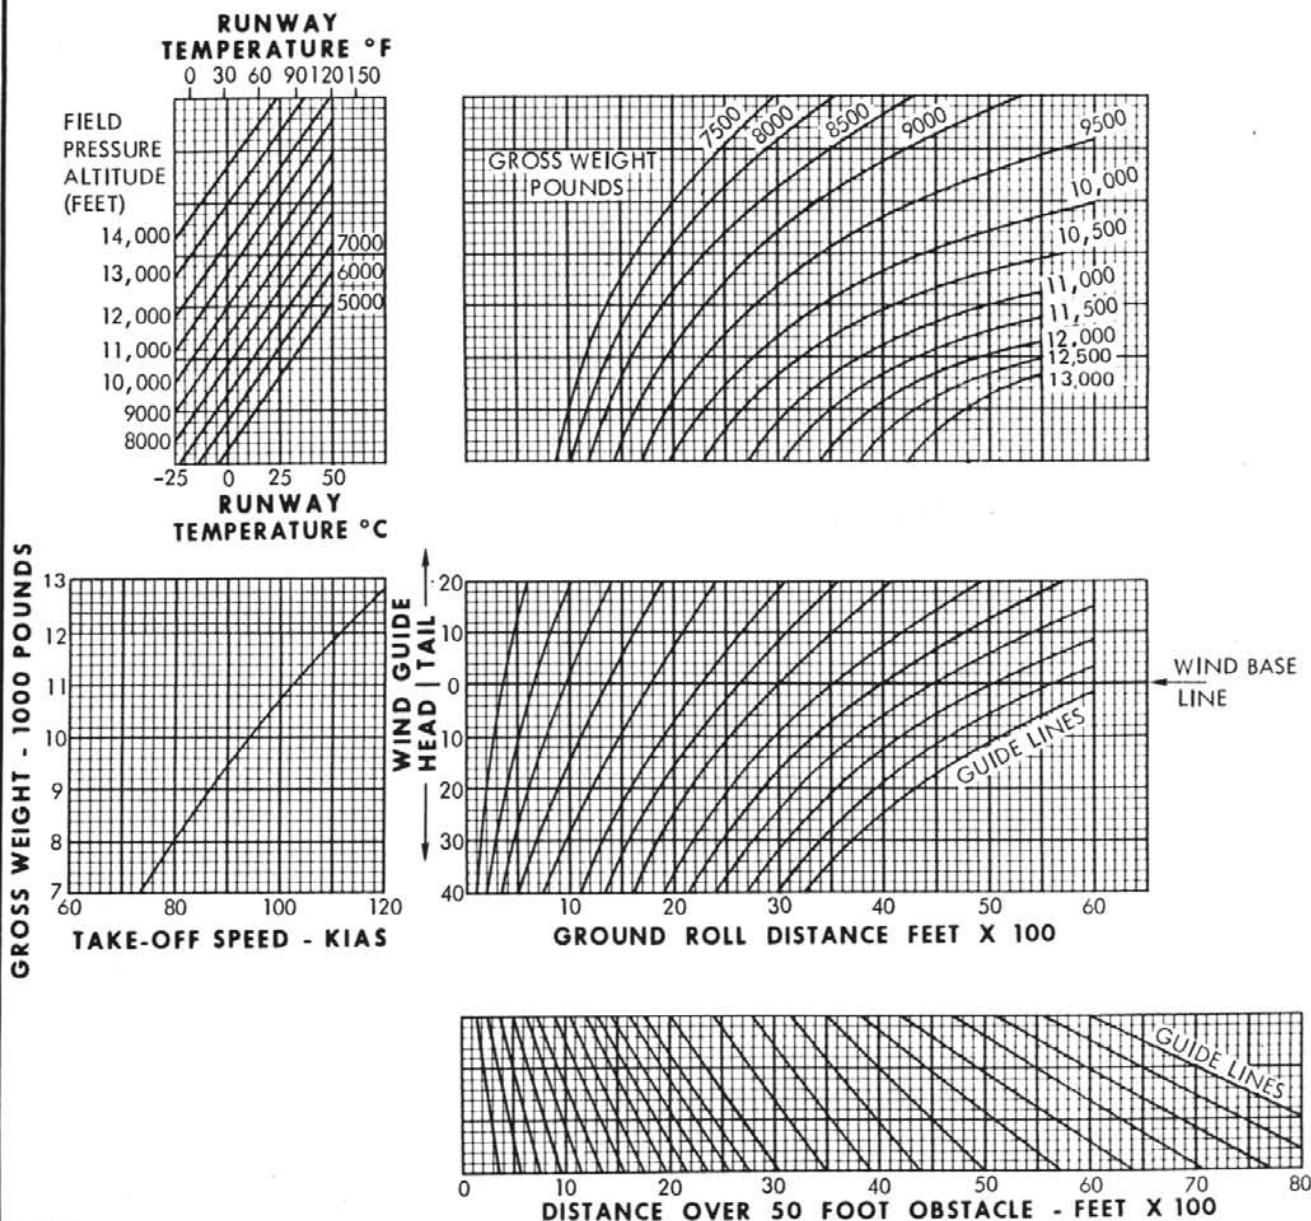 RUNWAY
TEMPERATURE °F
0 30 60 90 120 150
FIELD
PRESSURE
ALTITUDE
(FEET)
14,000
13,000
12,000
11,000
10,000
9000
8000
7000
6000
5000
-25 0 25 50
RUNWAY
TEMPERATURE °C
GROSS WEIGHT
POUNDS
7500
8000
8500
9000
9500
10,000
10,500
11,000
11,500
12,000
12,500
13,000
GROSS WEIGHT - 1000 POUNDS
13
12
11
10
9
8
7
60 80 100 120
TAKE-OFF SPEED - KIAS
WIND GUIDE
HEAD | TAIL
20
10
0
10
20
30
40
WIND BASE
LINE
GUIDE LINES
10 20 30 40 50 60
GROUND ROLL DISTANCE FEET X 100
GUIDE LINES
0 10 20 30 40 50 60 70 80
DISTANCE OVER 50 FOOT OBSTACLE - FEET X 100